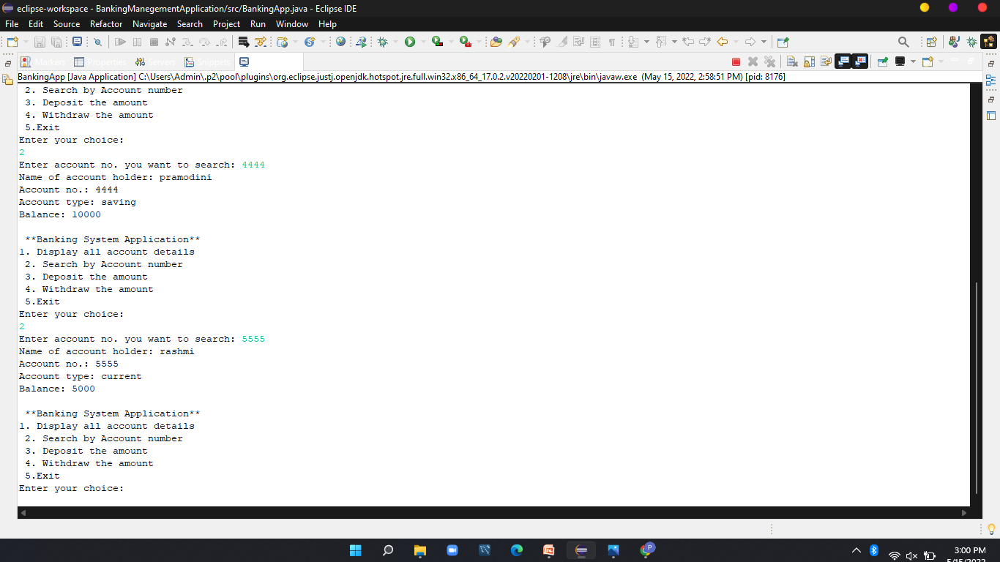 eclipse-workspace - BankingManegementApplication/src/BankingApp.java - Eclipse IDE
File Edit Source Refactor Navigate Search Project Run Window Help
Markers Properties Servers Snippets
BankingApp [Java Application] C:\Users\Admin\.p2\pool\plugins\org.eclipse.justj.openjdk.hotspot.jre.full.win32.x86_64_17.0.2.v20220201-1208\jre\bin\javaw.exe (May 15, 2022, 2:58:51 PM) [pid: 8176]
2. Search by Account number
3. Deposit the amount
4. Withdraw the amount
5.Exit
Enter your choice:
2
Enter account no. you want to search: 4444
Name of account holder: pramodini
Account no.: 4444
Account type: saving
Balance: 10000
**Banking System Application**
1. Display all account details
2. Search by Account number
3. Deposit the amount
4. Withdraw the amount
5.Exit
Enter your choice:
2
Enter account no. you want to search: 5555
Name of account holder: rashmi
Account no.: 5555
Account type: current
Balance: 5000
**Banking System Application**
1. Display all account details
2. Search by Account number
3. Deposit the amount
4. Withdraw the amount
5.Exit
Enter your choice:
P
3:00 PM
5/15/2022